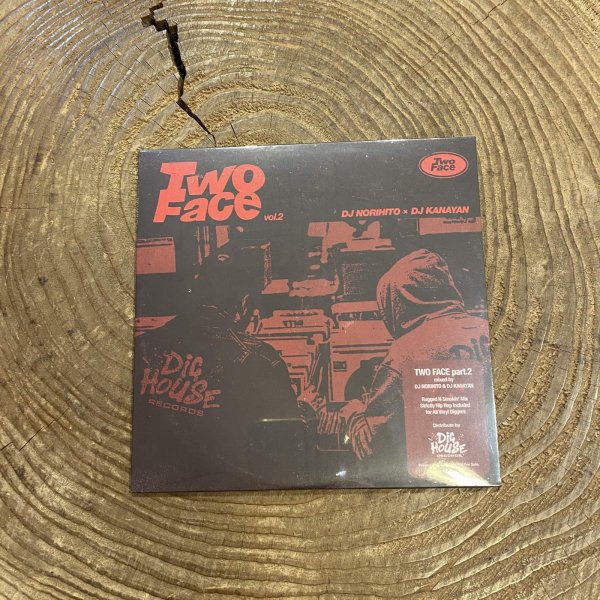 Two
Face vol.2
Two
Face
DJ NORIHITO × DJ KANAYAN
DIG
HOUSE
RECORDS
TWO FACE part.2
mixed by
DJ NORIHITO & DJ KANAYAN
Rugged N Smokin' Mix
Strictly Hip Hop Included
for All Vinyl Diggers
Distribute by
DIG
HOUSE
RECORDS